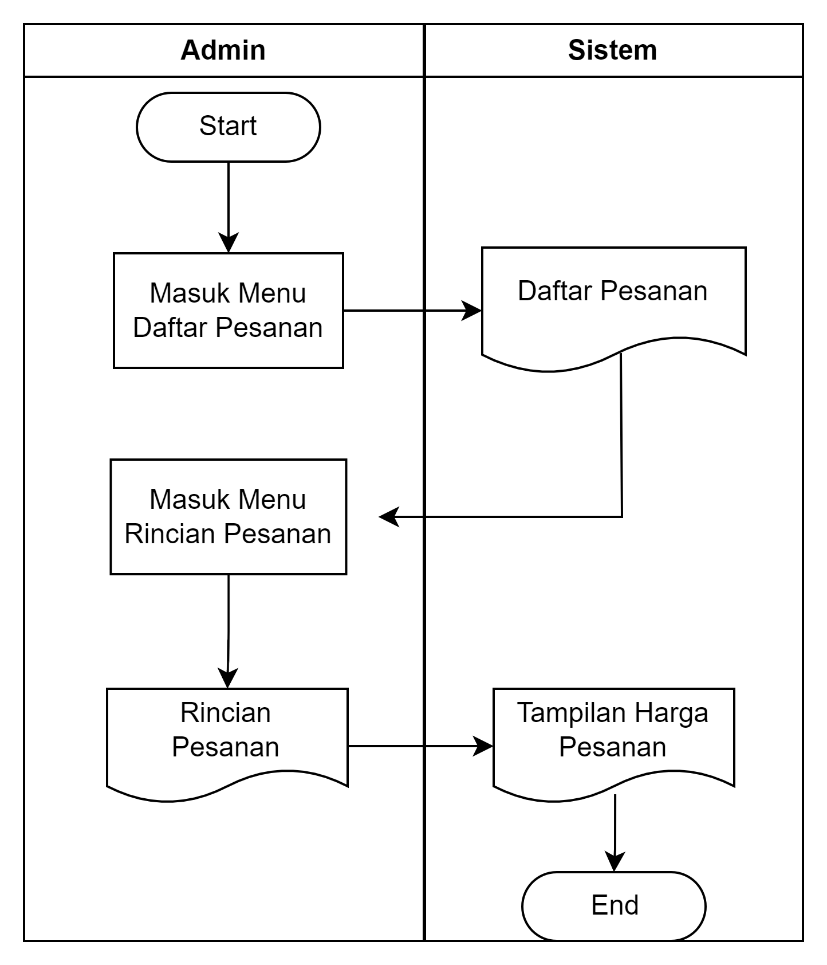 Admin
Sistem
Start
Masuk Menu
Daftar Pesanan
Daftar Pesanan
Masuk Menu
Rincian Pesanan
Rincian
Pesanan
Tampilan Harga
Pesanan
End